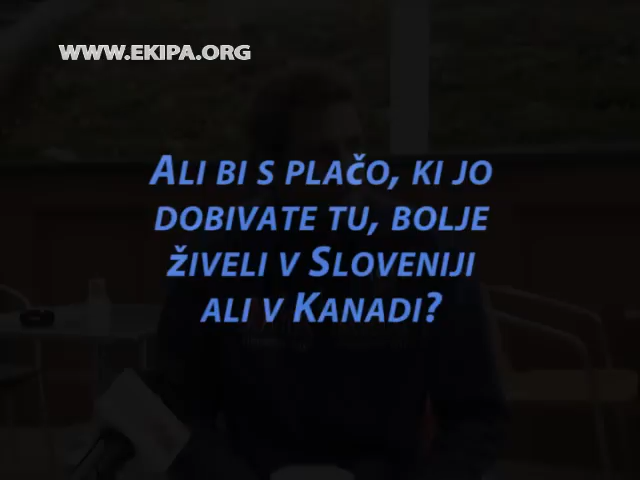 WWW.EKIPA.ORG
ALI BI S PLAČO, KI JO
DOBIVATE TU, BOLJE
ŽIVELI V SLOVENIJI
ALI V KANADI?